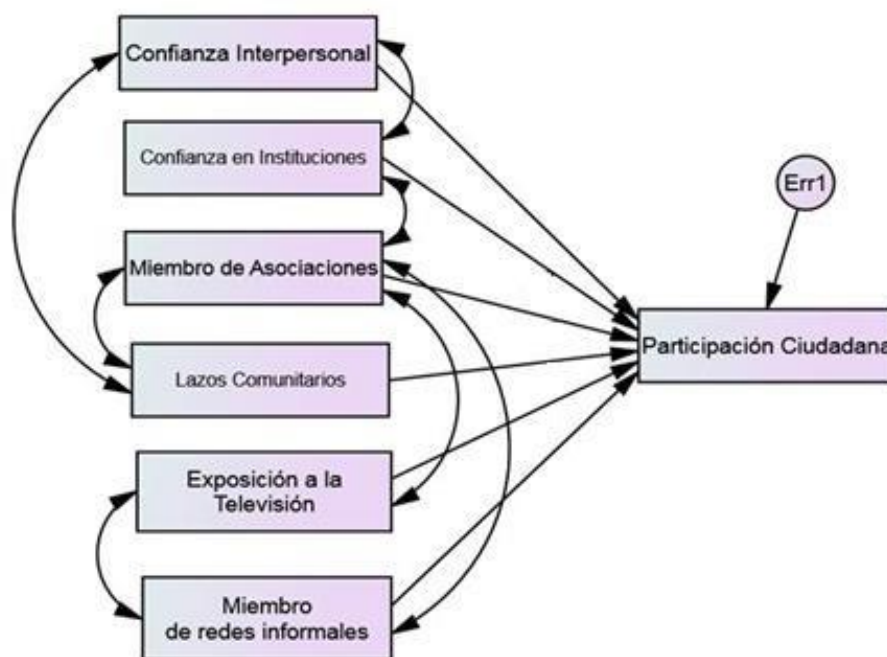 Confianza Interpersonal
Confianza en Instituciones
Err1
Miembro de Asociaciones
Participación Ciudadana
Lazos Comunitarios
Exposición a la
Televisión
Miembro
de redes informales